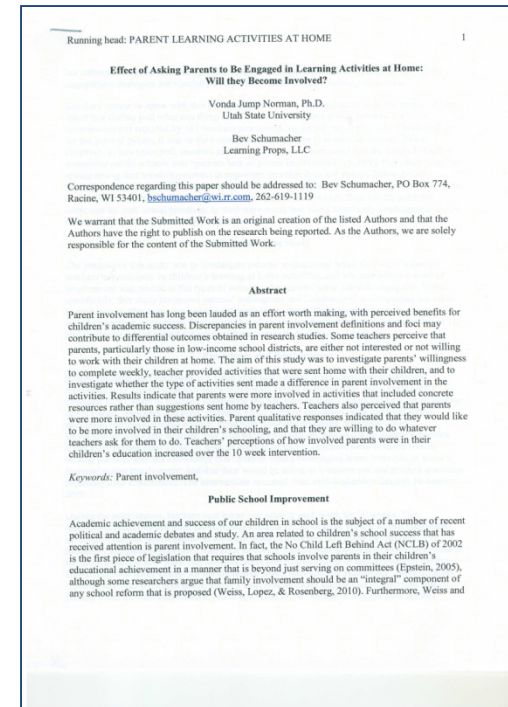 Running head: PARENT LEARNING ACTIVITIES AT HOME 1
Effect of Asking Parents to Be Engaged in Learning Activities at Home:
Will they Become Involved?
Vonda Jump Norman, Ph.D.
Utah State University
Bev Schumacher
Learning Props, LLC
Correspondence regarding this paper should be addressed to: Bev Schumacher, PO Box 774,
Racine, WI 53401, bschumacher@wi.rr.com, 262-619-1119
We warrant that the Submitted Work is an original creation of the listed Authors and that the
Authors have the right to publish on the research being reported. As the Authors, we are solely
responsible for the content of the Submitted Work.
Abstract
Parent involvement has long been lauded as an effort worth making, with perceived benefits for
children's academic success. Discrepancies in parent involvement definitions and foci may
contribute to differential outcomes obtained in research studies. Some teachers perceive that
parents, particularly those in low-income school districts, are either not interested or not willing
to work with their children at home. The aim of this study was to investigate parents' willingness
to complete weekly, teacher provided activities that were sent home with their children, and to
investigate whether the type of activities sent made a difference in parent involvement in the
activities. Results indicate that parents were more involved in activities that included concrete
resources rather than suggestions sent home by teachers. Teachers also perceived that parents
were more involved in these activities. Parent qualitative responses indicated that they would like
to be more involved in their children's schooling, and that they are willing to do whatever
teachers ask for them to do. Teachers' perceptions of how involved parents were in their
children's education increased over the 10 week intervention.
Keywords: Parent involvement,
Public School Improvement
Academic achievement and success of our children in school is the subject of a number of recent
political and academic debates and study. An area related to children's school success that has
received attention is parent involvement. In fact, the No Child Left Behind Act (NCLB) of 2002
is the first piece of legislation that requires that schools involve parents in their children's
educational achievement in a manner that is beyond just serving on committees (Epstein, 2005),
although some researchers argue that family involvement should be an "integral" component of
any school reform that is proposed (Weiss, Lopez, & Rosenberg, 2010). Furthermore, Weiss and